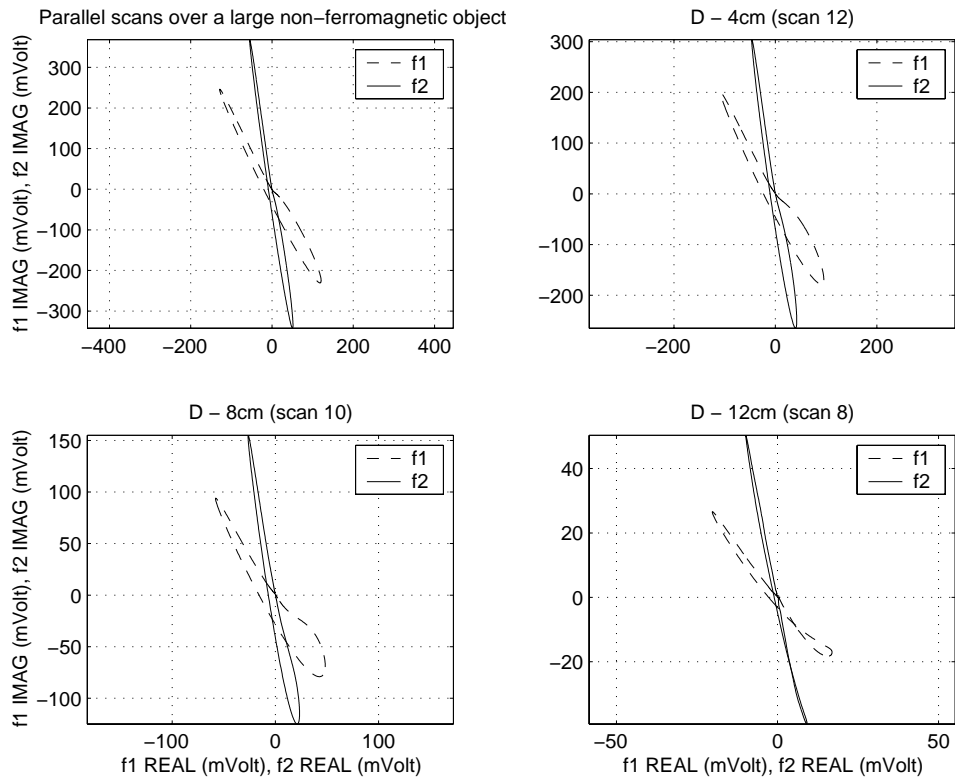 Parallel scans over a large non−ferromagnetic object
f1 IMAG (mVolt), f2 IMAG (mVolt)
300
200
100
0
−100
−200
−300
−400
−200
0
200
400
f1
f2
D − 4cm (scan 12)
300
200
100
0
−100
−200
−200
0
200
f1
f2
D − 8cm (scan 10)
f1 IMAG (mVolt), f2 IMAG (mVolt)
150
100
50
0
−50
−100
−100
0
100
f1 REAL (mVolt), f2 REAL (mVolt)
f1
f2
D − 12cm (scan 8)
40
20
0
−20
−50
0
50
f1 REAL (mVolt), f2 REAL (mVolt)
f1
f2